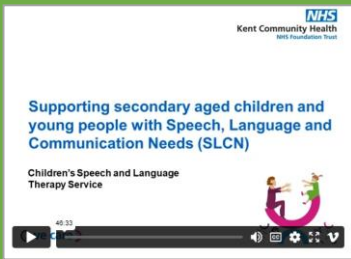 NHS
Kent Community Health
NHS Foundation Trust
Supporting secondary aged children and
young people with Speech, Language and
Communication Needs (SLCN)
Children's Speech and Language
Therapy Service
46:33